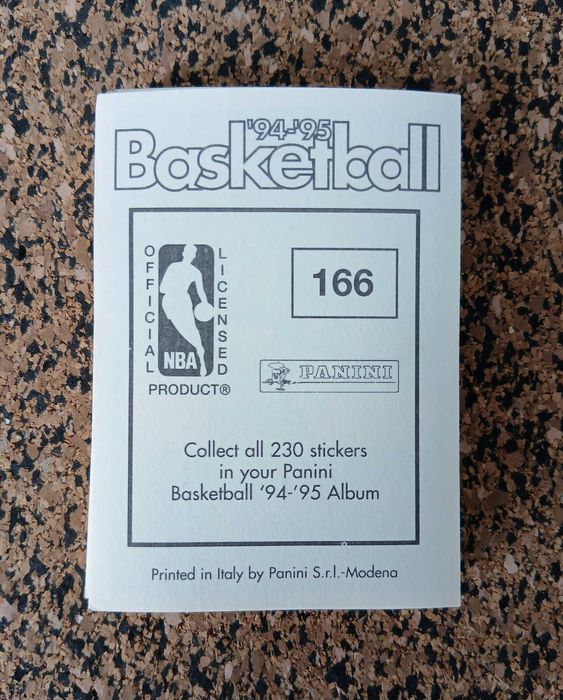 '94-'95
Basketball
OFFICIAL
LICENSED
NBA
PRODUCT®
166
PANINI
Collect all 230 stickers
in your Panini
Basketball '94-'95 Album
Printed in Italy by Panini S.r.l.-Modena